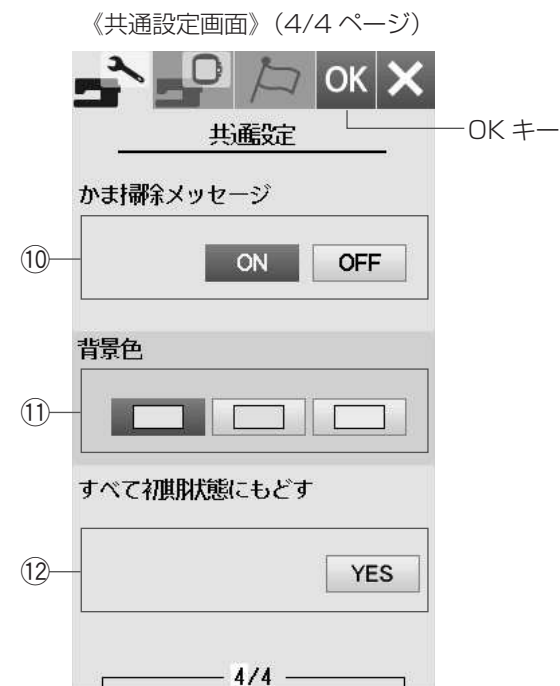 《共通設定画面》（4/4 ページ）
OK
OK キー
共通設定
かま掃除メッセージ
⑩
ON
OFF
背景色
⑪
すべて初期状態にもどす
⑫
YES
4/4